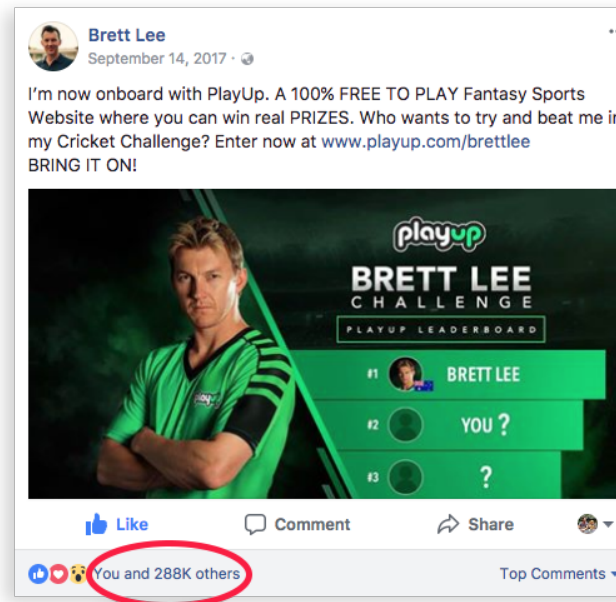 Brett Lee
September 14, 2017 ·
I'm now onboard with PlayUp. A 100% FREE TO PLAY Fantasy Sports
Website where you can win real PRIZES. Who wants to try and beat me in
my Cricket Challenge? Enter now at www.playup.com/brettlee
BRING IT ON!
playup
BRETT LEE
CHALLENGE
PLAYUP LEADERBOARD
#1 BRETT LEE
#2 YOU ?
#3 ?
playup
Like Comment Share
You and 288K others Top Comments